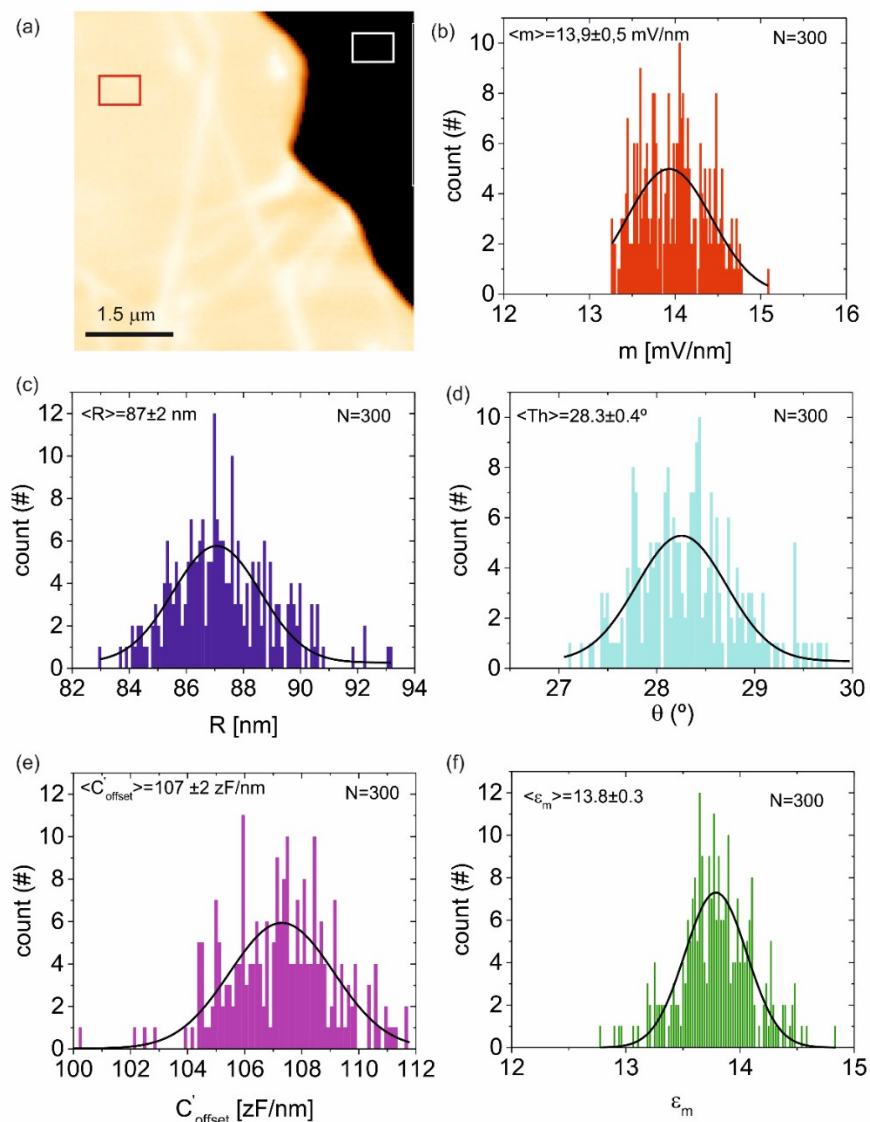 (a)
1.5 μm
(b)
<m>=13,9±0,5 mV/nm
N=300
10
8
6
4
2
0
count (#)
12 13 14 15 16
m [mV/nm]
(c)
<R>=87±2 nm
N=300
12
10
8
6
4
2
0
count (#)
82 84 86 88 90 92 94
R [nm]
(d)
<Th>=28.3±0.4º
N=300
10
8
6
4
2
0
count (#)
27 28 29 30
θ (º)
(e)
<C'offset>=107 ±2 zF/nm
N=300
12
10
8
6
4
2
0
count (#)
100 102 104 106 108 110 112
C'offset [zF/nm]
(f)
<εm>=13.8±0.3
N=300
12
10
8
6
4
2
0
count (#)
12 13 14 15
εm